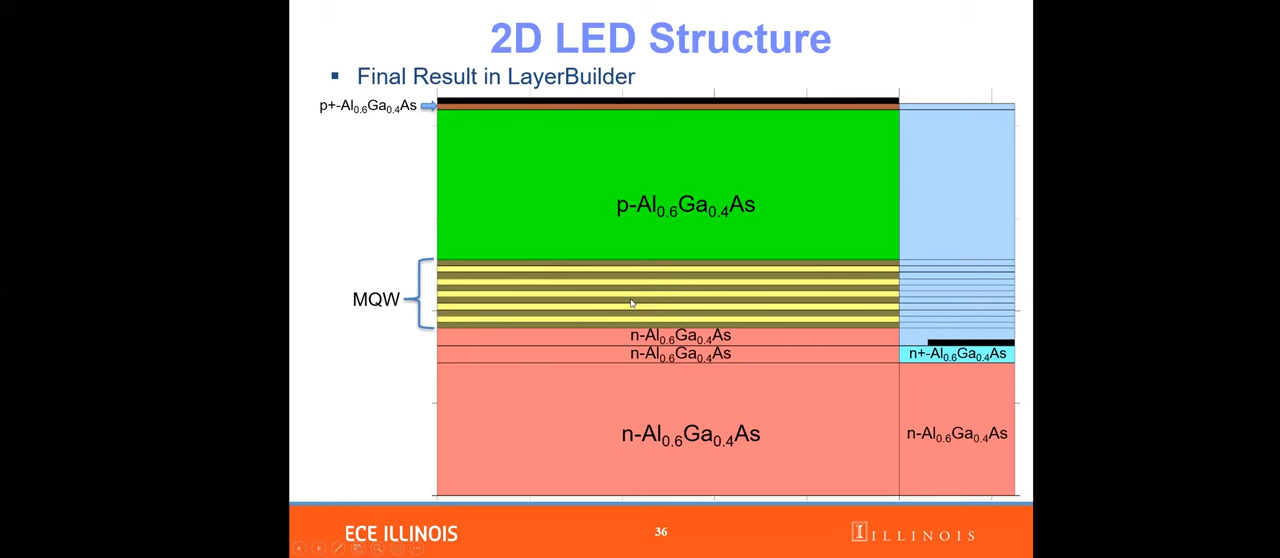 2D LED Structure
▪ Final Result in LayerBuilder
p+-Al0.6Ga0.4As
p-Al0.6Ga0.4As
MQW
n-Al0.6Ga0.4As
n-Al0.6Ga0.4As
n+-Al0.6Ga0.4As
n-Al0.6Ga0.4As
n-Al0.6Ga0.4As
ECE ILLINOIS
36
I ILLINOIS